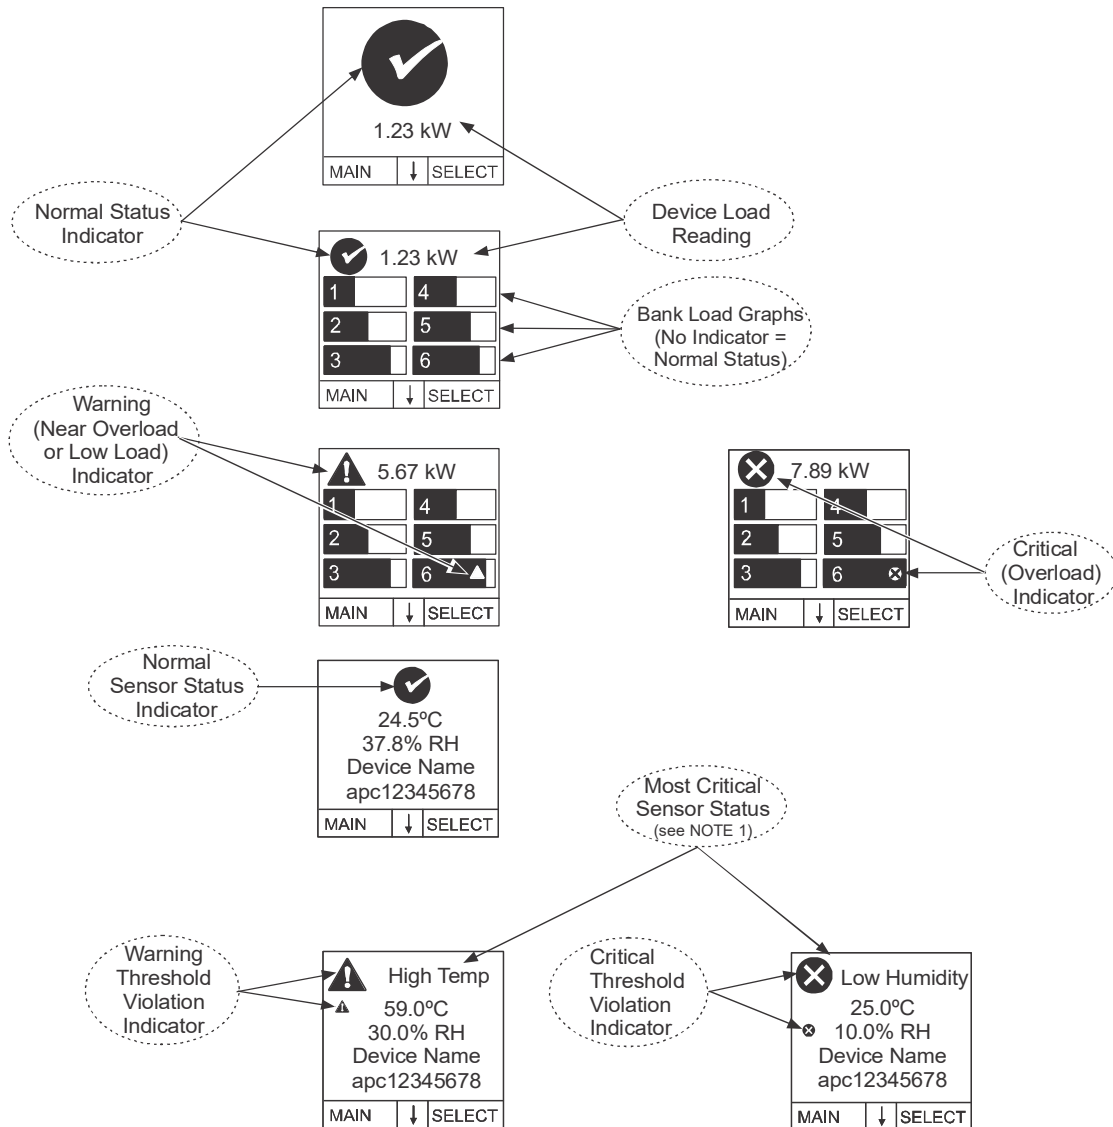 1.23 kW
MAIN ↓ SELECT
Normal Status
Indicator
Device Load
Reading
1.23 kW
1 4
2 5
3 6
MAIN ↓ SELECT
Bank Load Graphs
(No Indicator =
Normal Status)
Warning
(Near Overload
or Low Load)
Indicator
5.67 kW
1 4
2 5
3 6
MAIN ↓ SELECT
7.89 kW
1 4
2 5
3 6
MAIN ↓ SELECT
Critical
(Overload)
Indicator
Normal
Sensor Status
Indicator
24.5ºC
37.8% RH
Device Name
apc12345678
MAIN ↓ SELECT
Most Critical
Sensor Status
(see NOTE 1)
Warning
Threshold
Violation
Indicator
High Temp
59.0ºC
30.0% RH
Device Name
apc12345678
MAIN ↓ SELECT
Critical
Threshold
Violation
Indicator
Low Humidity
25.0ºC
10.0% RH
Device Name
apc12345678
MAIN ↓ SELECT